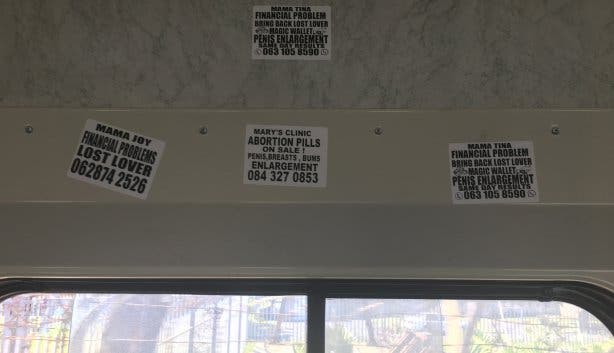 MAMA TINA
FINANCIAL PROBLEM
BRING BACK LOST LOVER
MAGIC WALLET
PENIS ENLARGEMENT
SAME DAY RESULTS
063 105 8590
MAMA JOY
FINANCIAL PROBLEMS
LOST LOVER
062874 2526
MARY'S CLINIC
ABORTION PILLS
ON SALE !
PENIS,BREASTS , BUMS
ENLARGEMENT
084 327 0853
MAMA TINA
FINANCIAL PROBLEM
BRING BACK LOST LOVER
MAGIC WALLET
PENIS ENLARGEMENT
SAME DAY RESULTS
063 105 8590